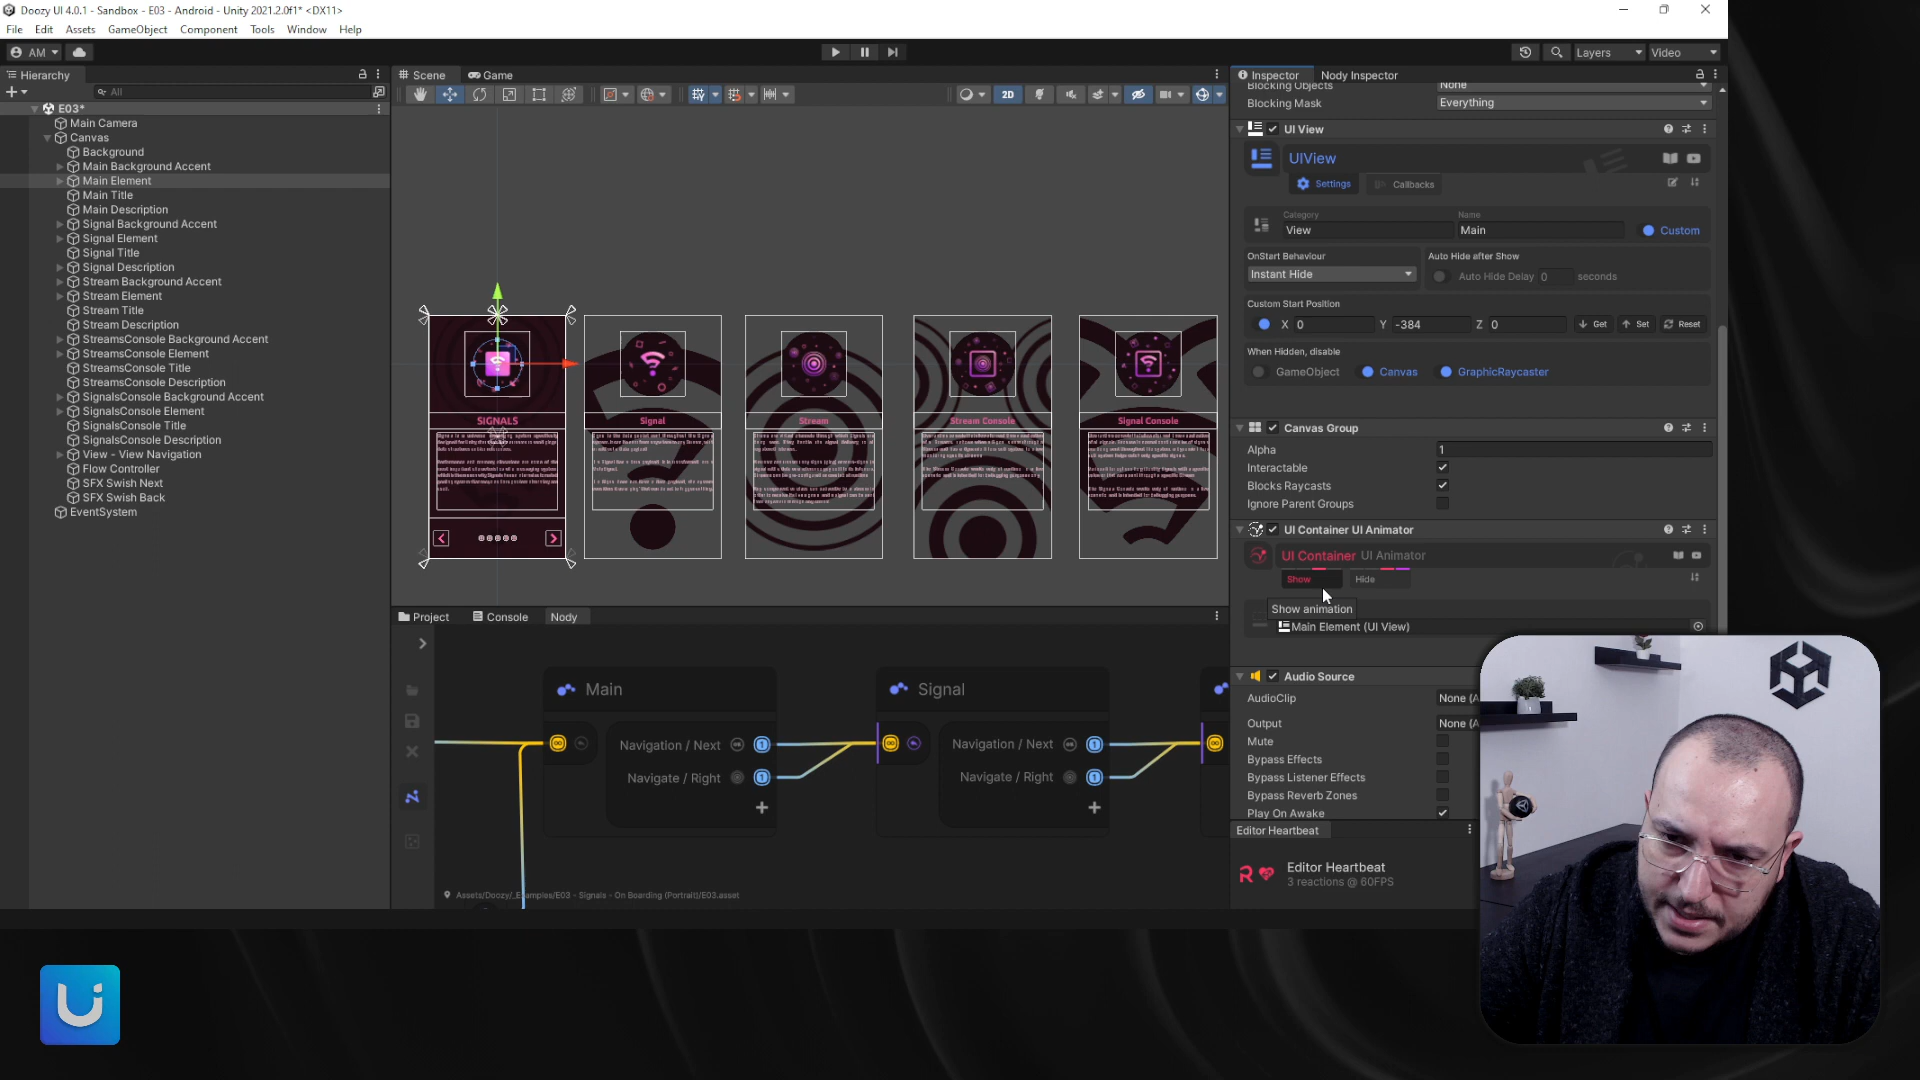 Doozy UI 4.0.1 - Sandbox - E03 - Android - Unity 2021.2.0f1* <DX11>
File Edit Assets GameObject Component Tools Window Help
AM Layers Video
Hierarchy
All
E03*
Main Camera
Canvas
Background
Main Background Accent
Main Element
Main Title
Main Description
Signal Background Accent
Signal Element
Signal Title
Signal Description
Stream Background Accent
Stream Element
Stream Title
Stream Description
StreamsConsole Background Accent
StreamsConsole Element
StreamsConsole Title
StreamsConsole Description
SignalsConsole Background Accent
SignalsConsole Element
SignalsConsole Title
SignalsConsole Description
View - View Navigation
Flow Controller
SFX Swish Next
SFX Swish Back
EventSystem
Scene Game
2D
SIGNALS Signal Stream Stream Console Signal Console
Project Console Nody
Main
Navigation / Next 1
Navigate / Right 1
Signal
Navigation / Next 1
Navigate / Right 1
Inspector Nody Inspector
Blocking Objects None
Blocking Mask Everything
UI View
UIView
Settings Callbacks
Category Name
View Main Custom
OnStart Behaviour Auto Hide after Show
Instant Hide Auto Hide Delay 0 seconds
Custom Start Position
X 0 Y -384 Z 0 Get Set Reset
When Hidden, disable
GameObject Canvas GraphicRaycaster
Canvas Group
Alpha 1
Interactable
Blocks Raycasts
Ignore Parent Groups
UI Container UI Animator
UI Container UI Animator
Show Hide
Show animation
Main Element (UI View)
Audio Source
AudioClip None (A
Output None (A
Mute
Bypass Effects
Bypass Listener Effects
Bypass Reverb Zones
Play On Awake
Editor Heartbeat
Editor Heartbeat
3 reactions @ 60FPS